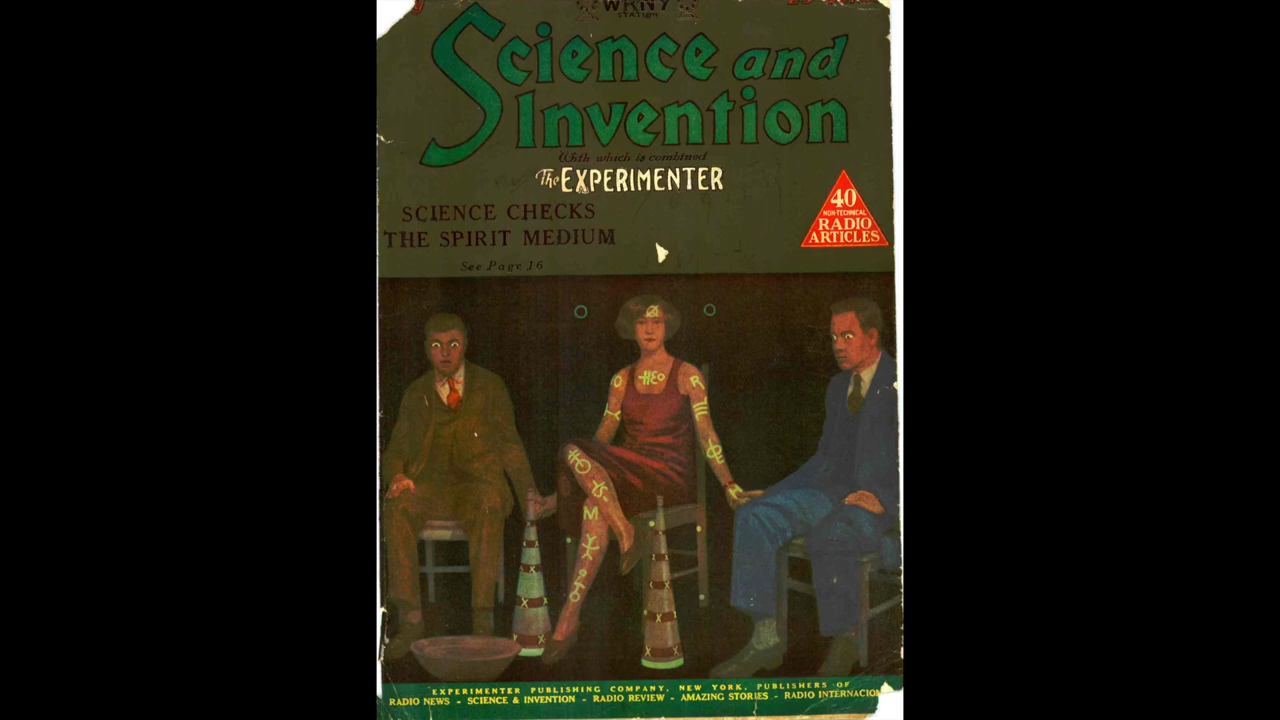 WRNY
STATION
Science and
Invention
With which is combined
The EXPERIMENTER
SCIENCE CHECKS
THE SPIRIT MEDIUM
See Page 16
40
NON-TECHNICAL
RADIO
ARTICLES
EXPERIMENTER PUBLISHING COMPANY, NEW YORK, PUBLISHERS OF
RADIO NEWS - SCIENCE & INVENTION - RADIO REVIEW - AMAZING STORIES - RADIO INTERNACION